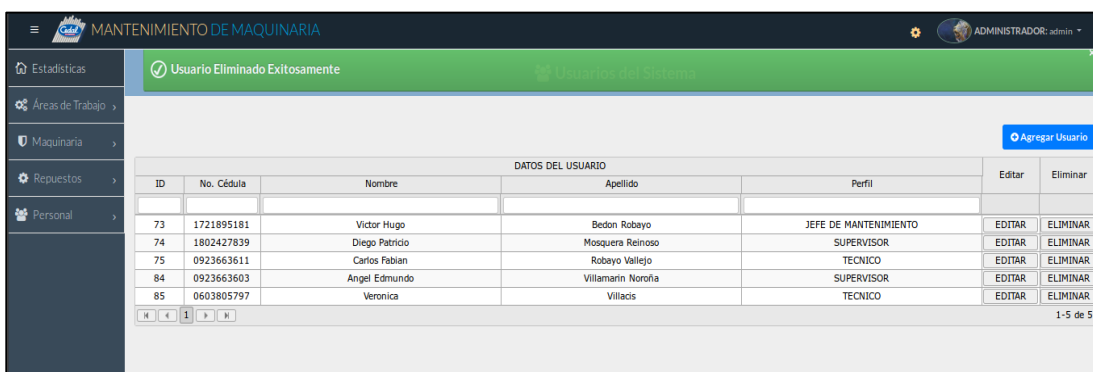 ≡ Cedal MANTENIMIENTO DE MAQUINARIA ADMINISTRADOR: admin
Estadísticas
Usuario Eliminado Exitosamente
Usuarios del Sistema
Áreas de Trabajo
Maquinaria
Agregar Usuario
Repuestos
Personal
DATOS DEL USUARIO Editar Eliminar
ID No. Cédula Nombre Apellido Perfil
73 1721895181 Victor Hugo Bedon Robayo JEFE DE MANTENIMIENTO EDITAR ELIMINAR
74 1802427839 Diego Patricio Mosquera Reinoso SUPERVISOR EDITAR ELIMINAR
75 0923663611 Carlos Fabian Robayo Vallejo TECNICO EDITAR ELIMINAR
84 0923663603 Angel Edmundo Villamarin Noroña SUPERVISOR EDITAR ELIMINAR
85 0603805797 Veronica Villacis TECNICO EDITAR ELIMINAR
1 1-5 de 5